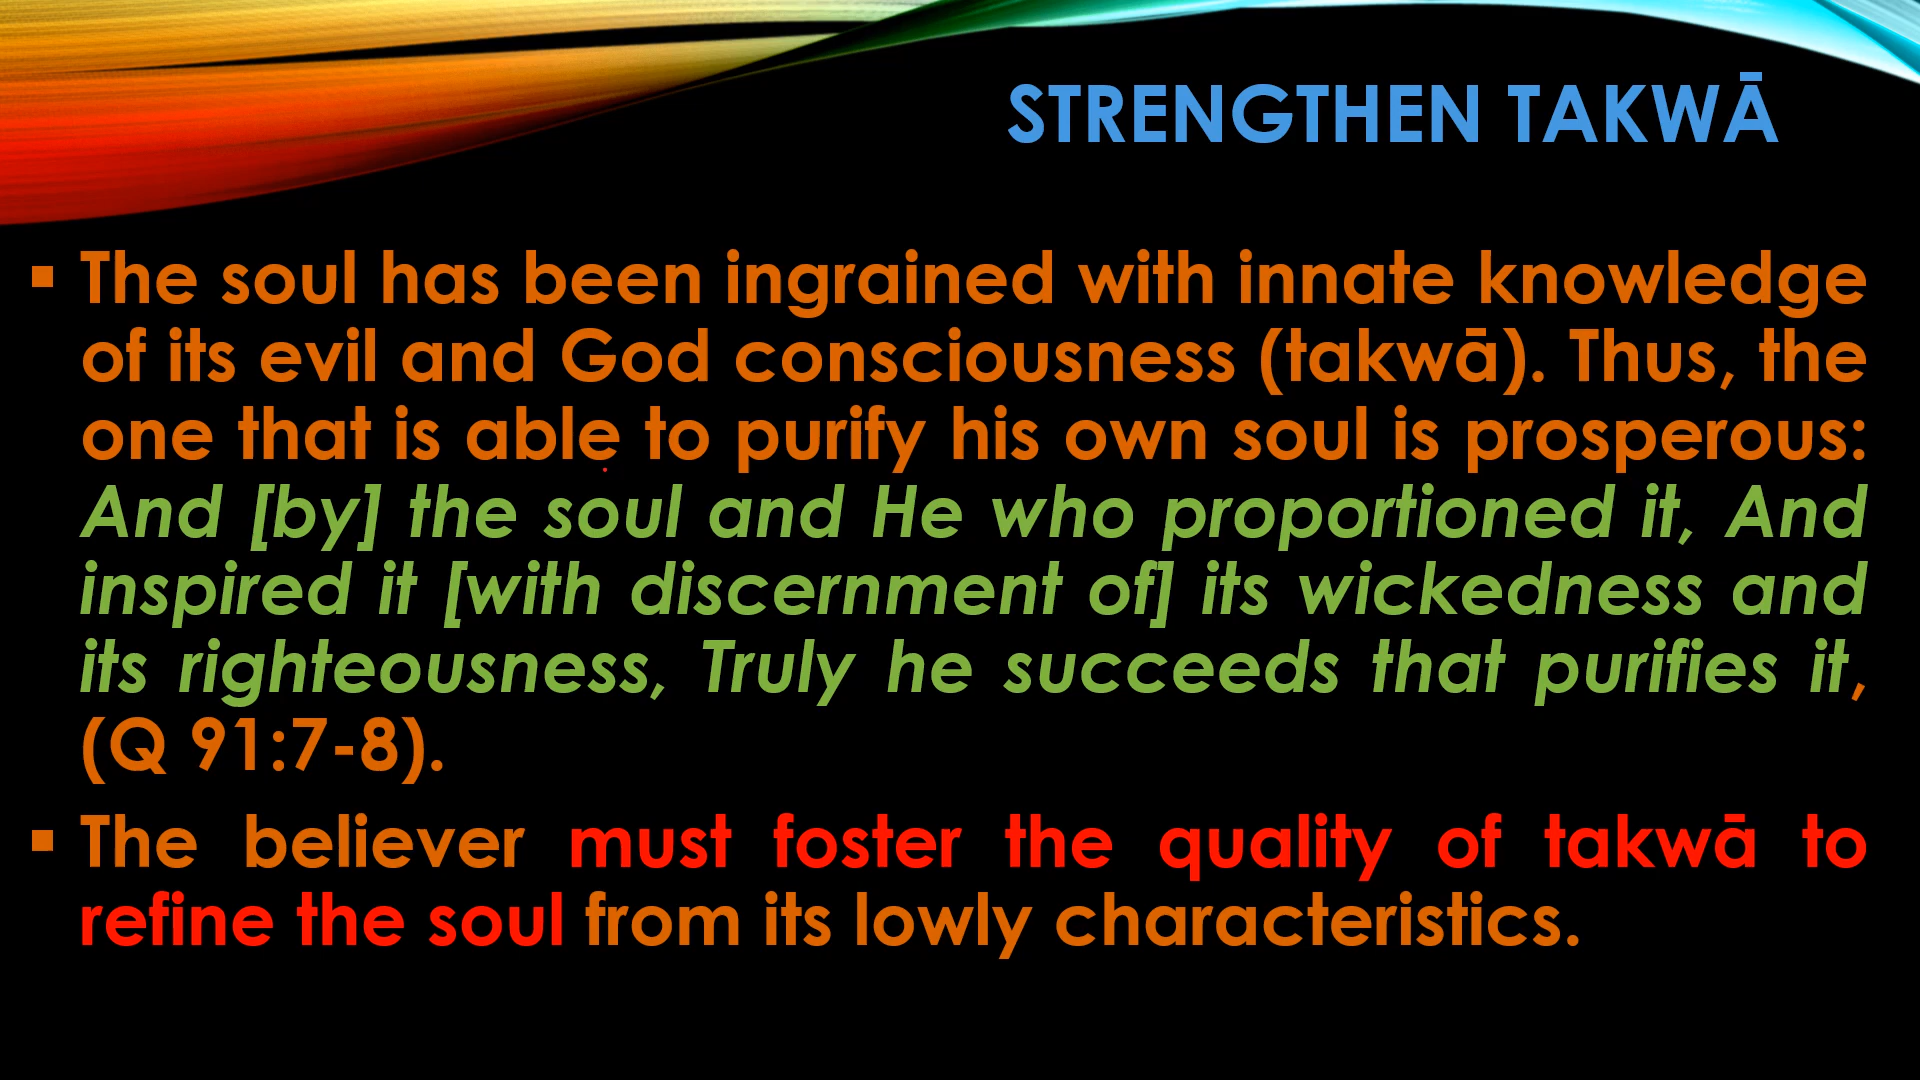 STRENGTHEN TAKWĀ
▪ The soul has been ingrained with innate knowledge
of its evil and God consciousness (takwā). Thus, the
one that is able to purify his own soul is prosperous:
And [by] the soul and He who proportioned it, And
inspired it [with discernment of] its wickedness and
its righteousness, Truly he succeeds that purifies it,
(Q 91:7-8).
▪ The believer must foster the quality of takwā to
refine the soul from its lowly characteristics.